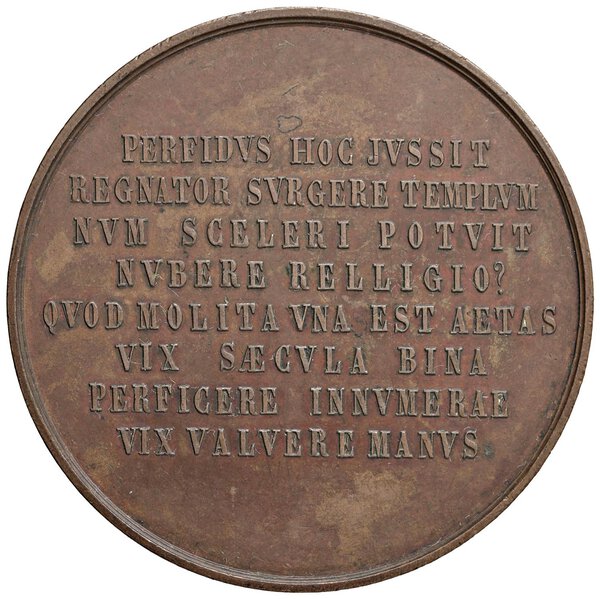 PERFIDVS HOC JVSSIT
REGNATOR SVRGERE TEMPLVM
NVM SCELERI POTVIT
NVBERE RELLIGIO?
QVOD MOLITA VNA EST AETAS
VIX SÆCVLA BINA
PERFICERE INNVMERAE
VIX VALVERE MANVS